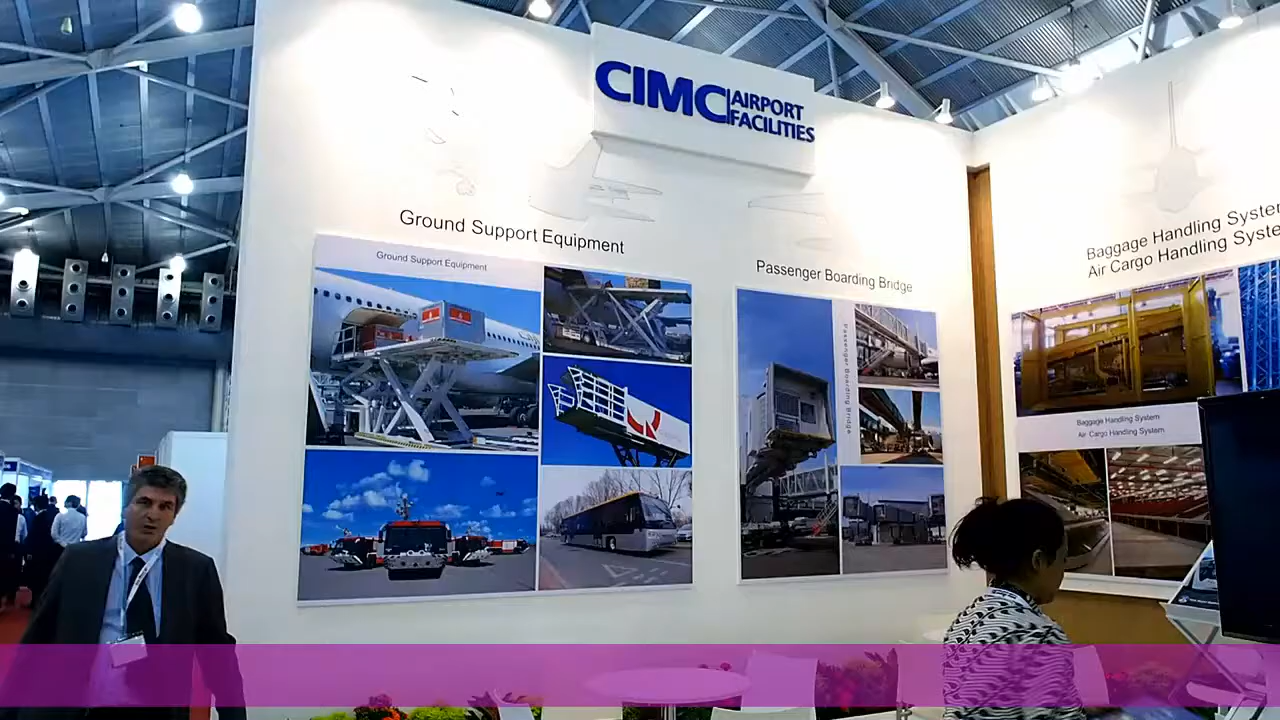 CIMC AIRPORT
FACILITIES
Ground Support Equipment
Ground Support Equipment
Passenger Boarding Bridge
Passenger Boarding Bridge
Baggage Handling System
Air Cargo Handling Syste
Baggage Handling System
Air Cargo Handling System